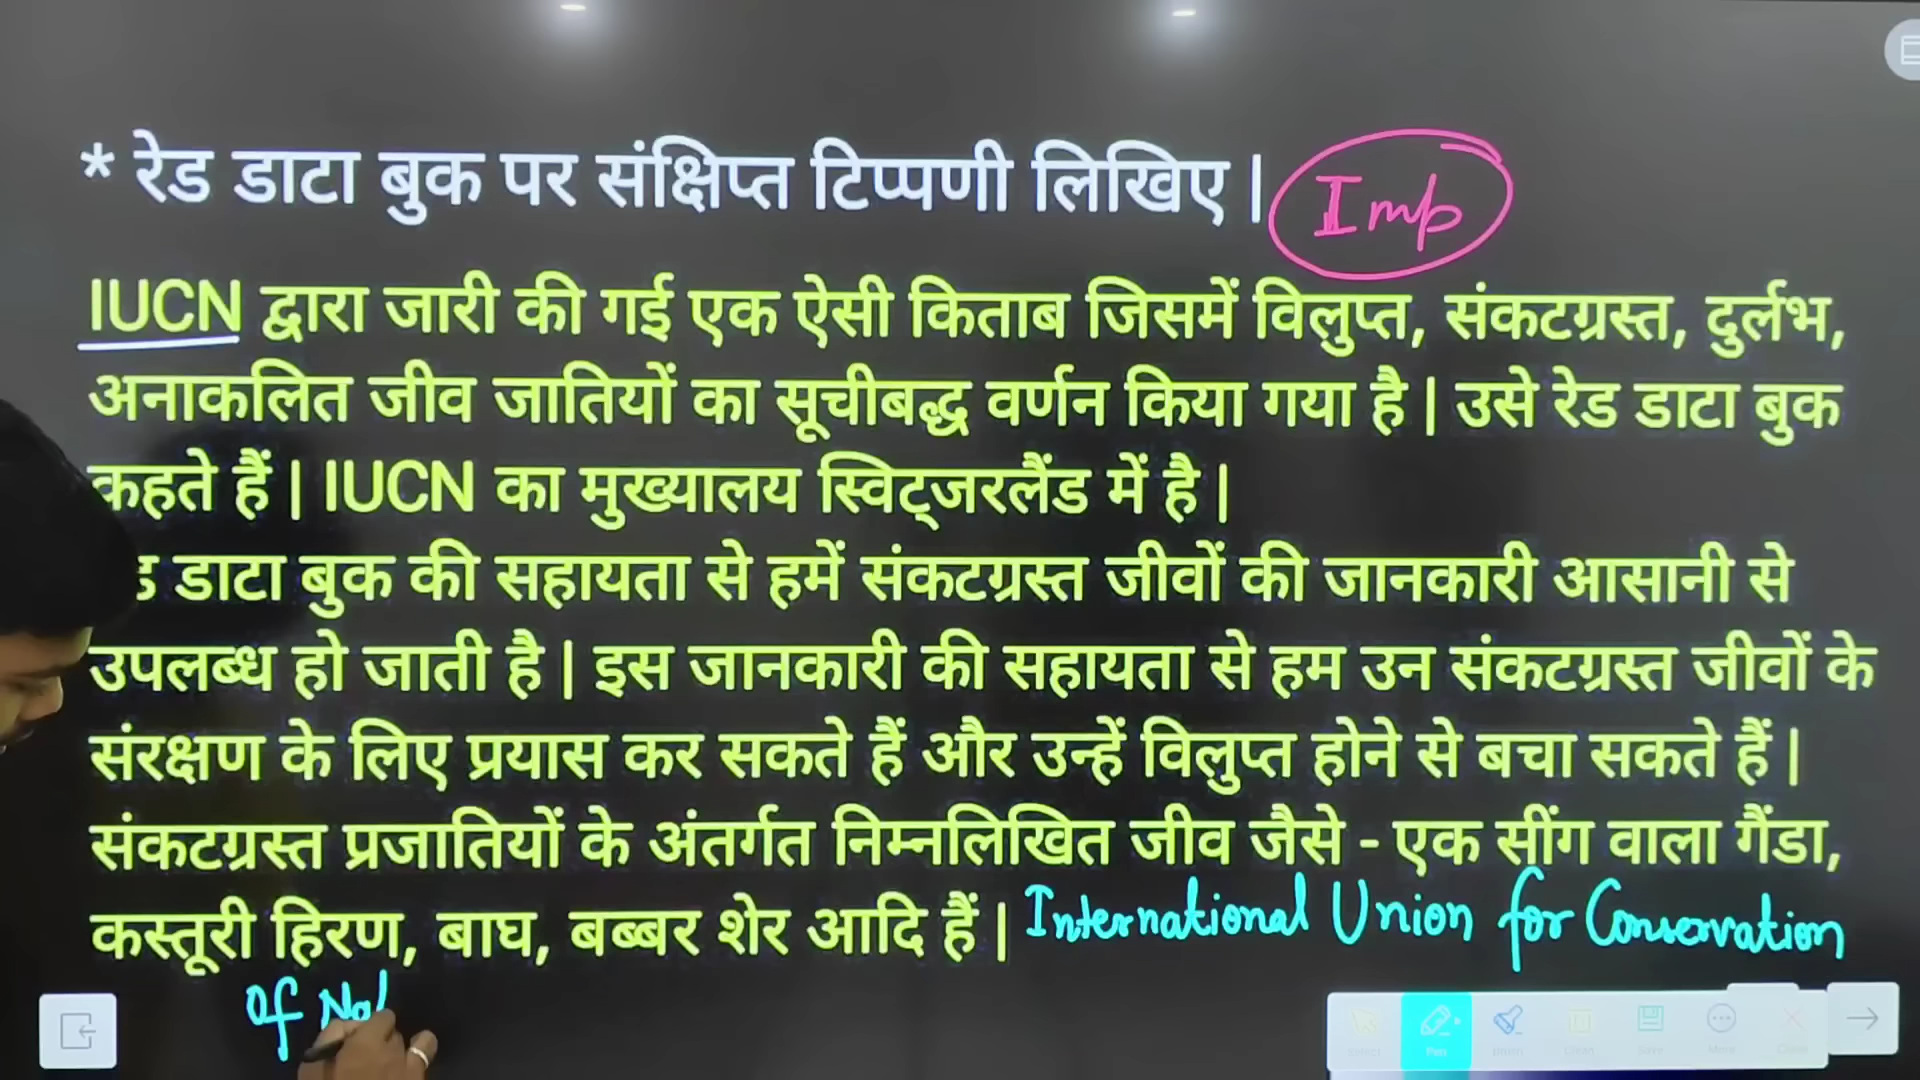 * रेड डाटा बुक पर संक्षिप्त टिप्पणी लिखिए | Imp
IUCN द्वारा जारी की गई एक ऐसी किताब जिसमें विलुप्त, संकटग्रस्त, दुर्लभ,
अनाकलित जीव जातियों का सूचीबद्ध वर्णन किया गया है | उसे रेड डाटा बुक
कहते हैं | IUCN का मुख्यालय स्विट्जरलैंड में है |
ड डाटा बुक की सहायता से हमें संकटग्रस्त जीवों की जानकारी आसानी से
उपलब्ध हो जाती है | इस जानकारी की सहायता से हम उन संकटग्रस्त जीवों के
संरक्षण के लिए प्रयास कर सकते हैं और उन्हें विलुप्त होने से बचा सकते हैं |
संकटग्रस्त प्रजातियों के अंतर्गत निम्नलिखित जीव जैसे - एक सींग वाला गैंडा,
कस्तूरी हिरण, बाघ, बब्बर शेर आदि हैं | International Union for Conservation
of Na
Pen